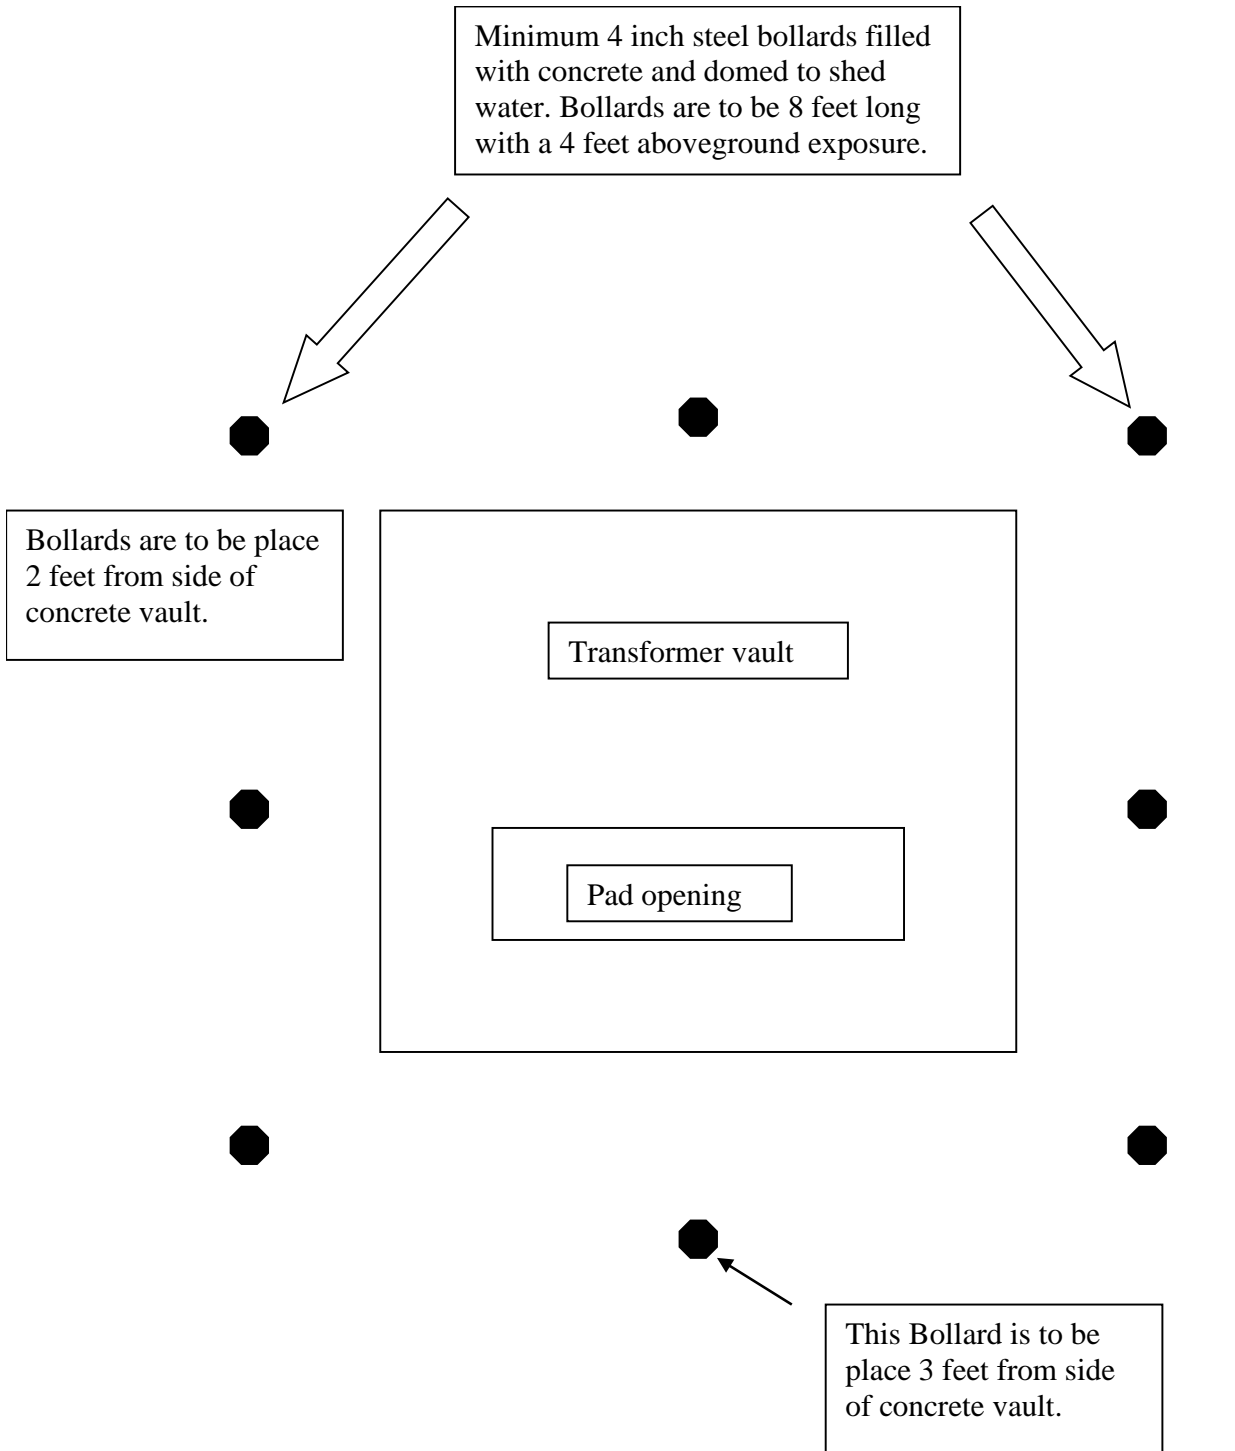 Minimum 4 inch steel bollards filled
with concrete and domed to shed
water. Bollards are to be 8 feet long
with a 4 feet aboveground exposure.
Bollards are to be place
2 feet from side of
concrete vault.
Transformer vault
Pad opening
This Bollard is to be
place 3 feet from side
of concrete vault.